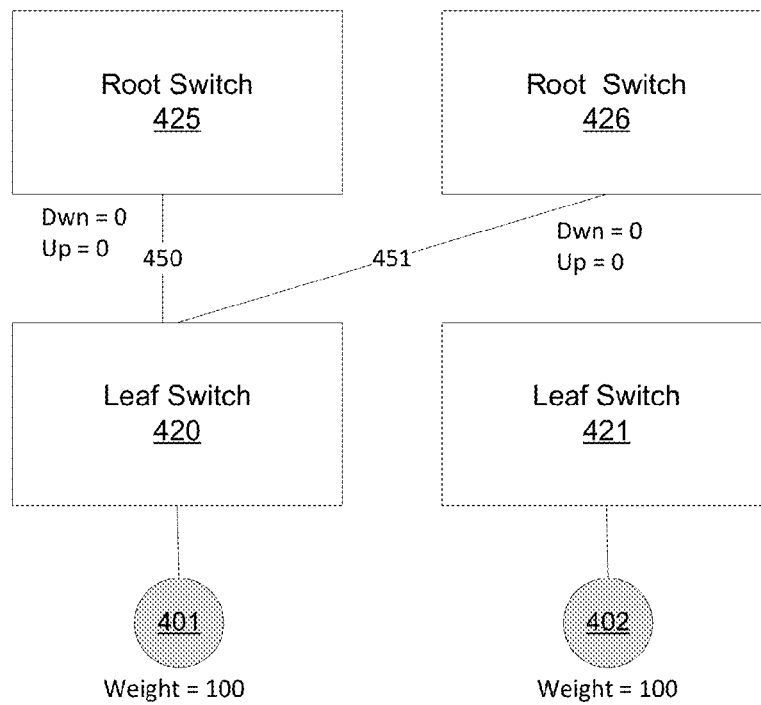 Root Switch
425
Root Switch
426
Dwn = 0
Up = 0
450
451
Dwn = 0
Up = 0
Leaf Switch
420
Leaf Switch
421
401
402
Weight = 100
Weight = 100